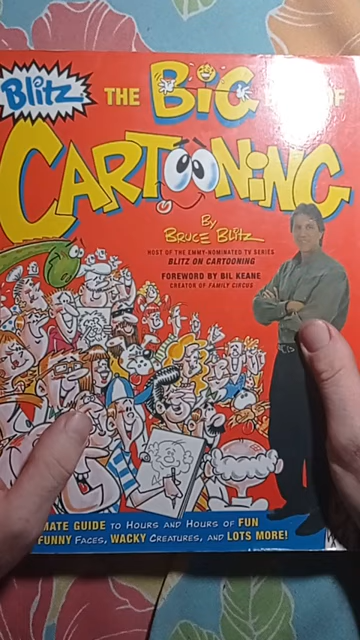 Blitz
THE BIG OF
CARTOONING
By
BRUCE BLITZ
HOST OF THE EMMY-NOMINATED TV SERIES
BLITZ ON CARTOONING
FOREWORD BY BIL KEANE
CREATOR OF FAMILY CIRCUS
MATE GUIDE TO HOURS AND HOURS OF FUN
FUNNY FACES, WACKY CREATURES, AND LOTS MORE!